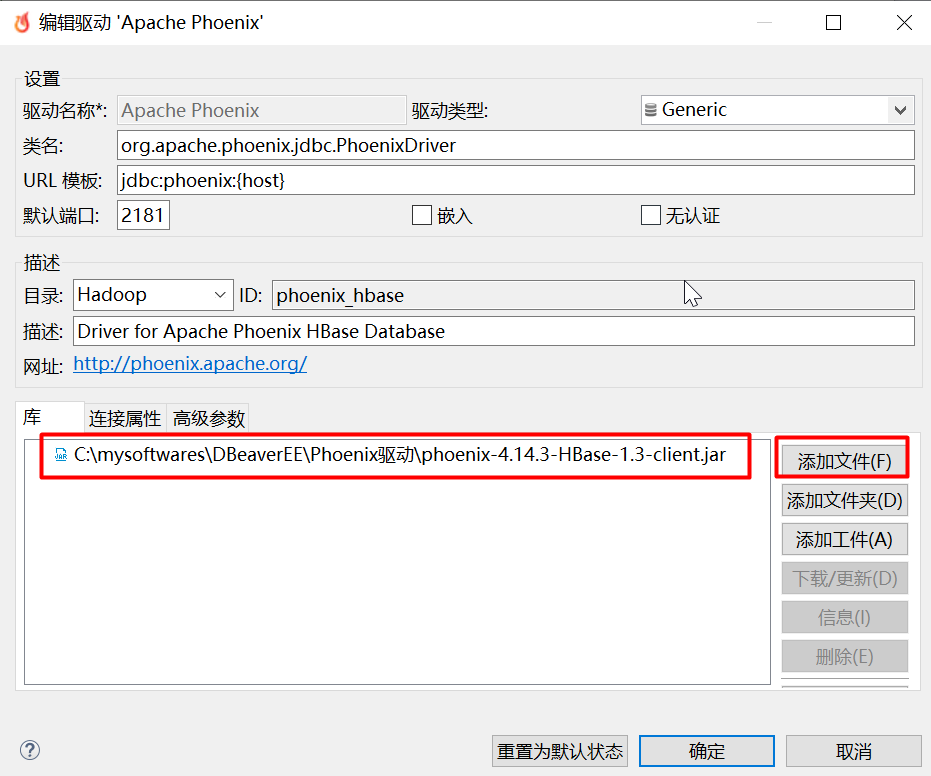 编辑驱动 'Apache Phoenix'
设置
驱动名称*: Apache Phoenix 驱动类型: Generic
类名: org.apache.phoenix.jdbc.PhoenixDriver
URL 模板: jdbc:phoenix:{host}
默认端口: 2181 嵌入 无认证
描述
目录: Hadoop ID: phoenix_hbase
描述: Driver for Apache Phoenix HBase Database
网址: http://phoenix.apache.org/
库 连接属性 高级参数
JAR C:\mysoftwares\DBeaverEE\Phoenix驱动\phoenix-4.14.3-HBase-1.3-client.jar
添加文件(F)
添加文件夹(D)
添加工件(A)
下载/更新(D)
信息(I)
删除(E)
? 重置为默认状态 确定 取消